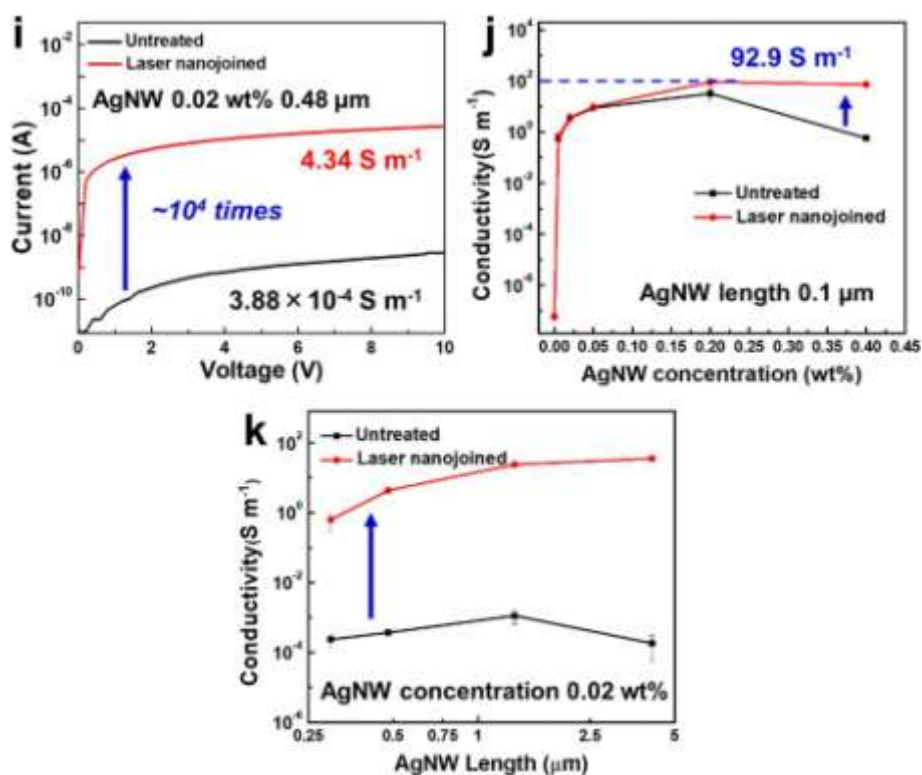 i
Untreated
Laser nanojoined
AgNW 0.02 wt% 0.48 μm
4.34 S m⁻¹
~10⁴ times
3.88×10⁻⁴ S m⁻¹
10⁻²
10⁻⁴
10⁻⁶
10⁻⁸
10⁻¹⁰
Current (A)
0 2 4 6 8 10
Voltage (V)
j
92.9 S m⁻¹
Untreated
Laser nanojoined
AgNW length 0.1 μm
10²
10⁰
10⁻²
10⁻⁴
10⁻⁶
Conductivity(S m⁻¹)
0.00 0.05 0.10 0.15 0.20 0.25 0.30 0.35 0.40 0.45
AgNW concentration (wt%)
k
Untreated
Laser nanojoined
AgNW concentration 0.02 wt%
10²
10⁰
10⁻²
10⁻⁴
10⁻⁶
Conductivity(S m⁻¹)
0.25 0.5 0.75 1 2.5 5
AgNW Length (μm)